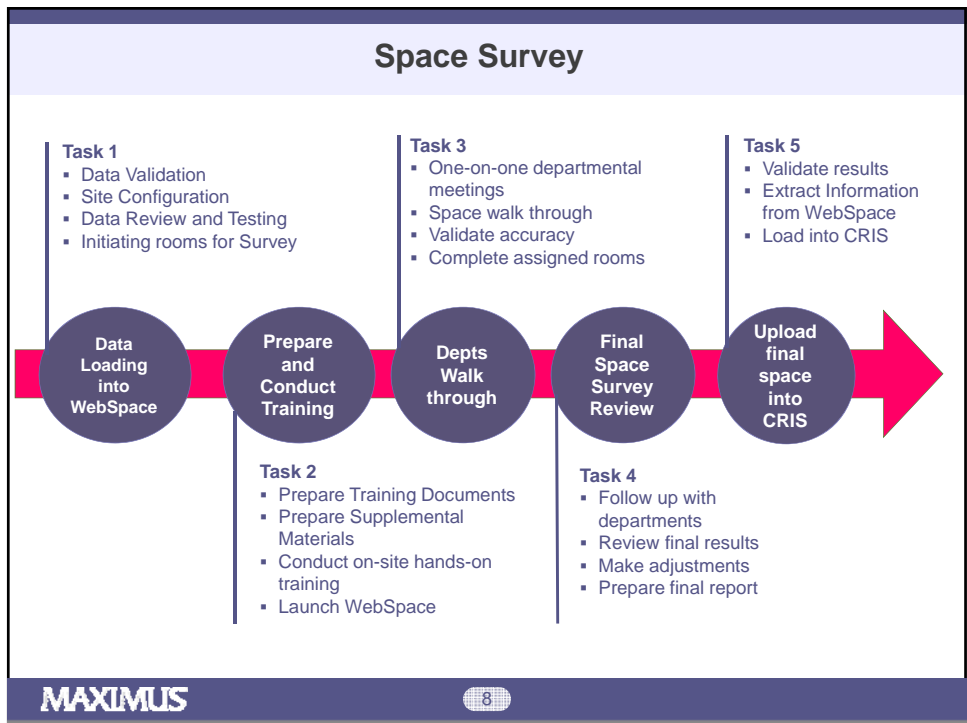 Space Survey
Task 1
▪ Data Validation
▪ Site Configuration
▪ Data Review and Testing
▪ Initiating rooms for Survey
Task 3
▪ One-on-one departmental
meetings
▪ Space walk through
▪ Validate accuracy
▪ Complete assigned rooms
Task 5
▪ Validate results
▪ Extract Information
from WebSpace
▪ Load into CRIS
Data
Loading
into
WebSpace
Prepare
and
Conduct
Training
Depts
Walk
through
Final
Space
Survey
Review
Upload
final
space
into
CRIS
Task 2
▪ Prepare Training Documents
▪ Prepare Supplemental
Materials
▪ Conduct on-site hands-on
training
▪ Launch WebSpace
Task 4
▪ Follow up with
departments
▪ Review final results
▪ Make adjustments
▪ Prepare final report
MAXIMUS
8